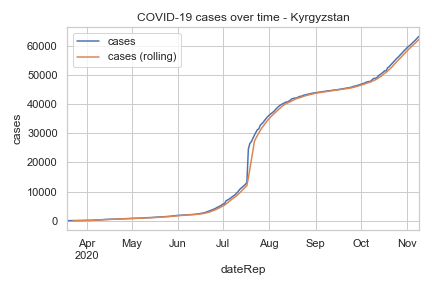 COVID-19 cases over time - Kyrgyzstan
cases
cases (rolling)
60000
50000
40000
30000
20000
10000
0
cases
Apr May Jun Jul Aug Sep Oct Nov
2020
dateRep